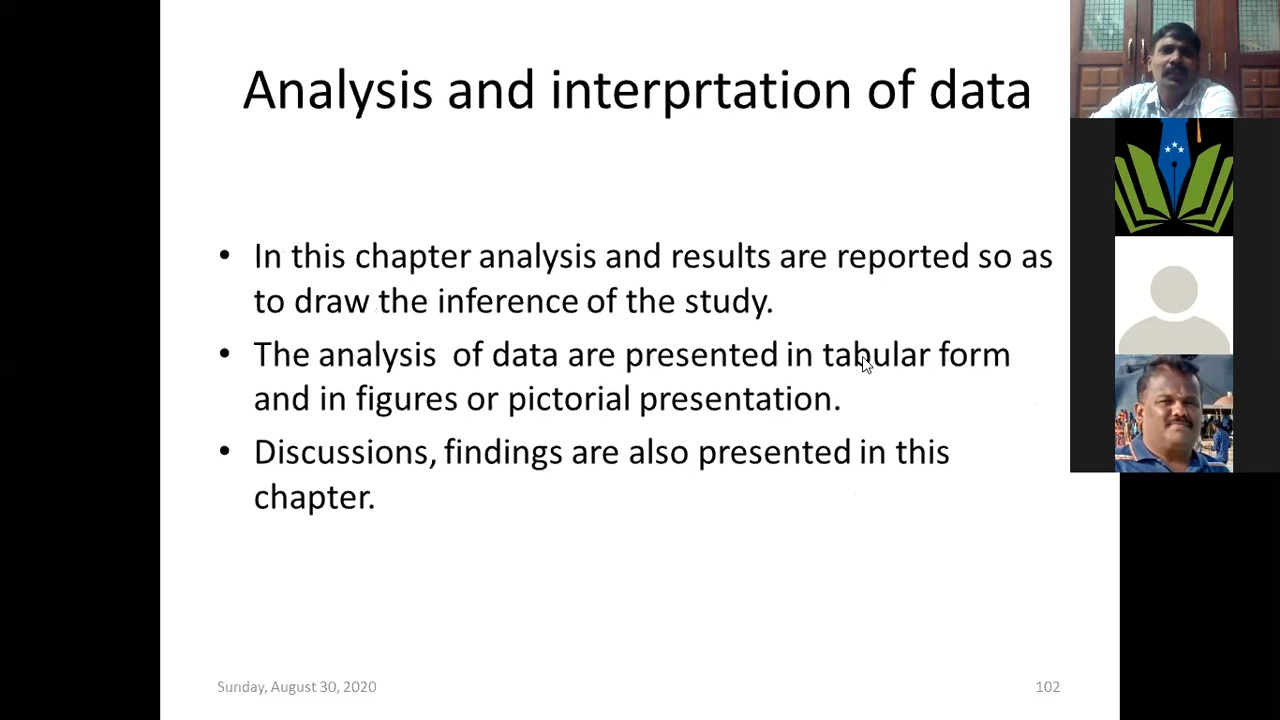 Analysis and interprtation of data
• In this chapter analysis and results are reported so as
to draw the inference of the study.
• The analysis  of data are presented in tabular form
and in figures or pictorial presentation.
• Discussions, findings are also presented in this
chapter.
Sunday, August 30, 2020
102